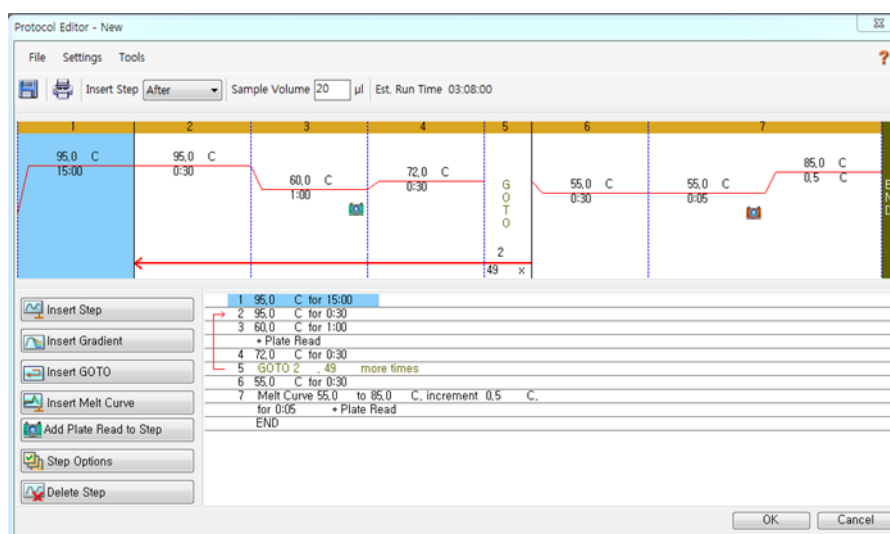 Protocol Editor - New
File Settings Tools
?
Insert Step After Sample Volume 20 µl Est. Run Time 03:08:00
1 2 3 4 5 6 7
95,0 C
15:00
95,0 C
0:30
60,0 C
1:00
72,0 C
0:30
GOTO
2
49 x
55,0 C
0:30
55,0 C
0:05
85,0 C
0,5 C
END
Insert Step
Insert Gradient
Insert GOTO
Insert Melt Curve
Add Plate Read to Step
Step Options
Delete Step
1 95,0 C for 15:00
2 95,0 C for 0:30
3 60,0 C for 1:00
+ Plate Read
4 72,0 C for 0:30
5 GOTO 2 , 49 more times
6 55,0 C for 0:30
7 Melt Curve 55,0 to 85,0 C, increment 0,5 C,
for 0:05 + Plate Read
END
OK Cancel